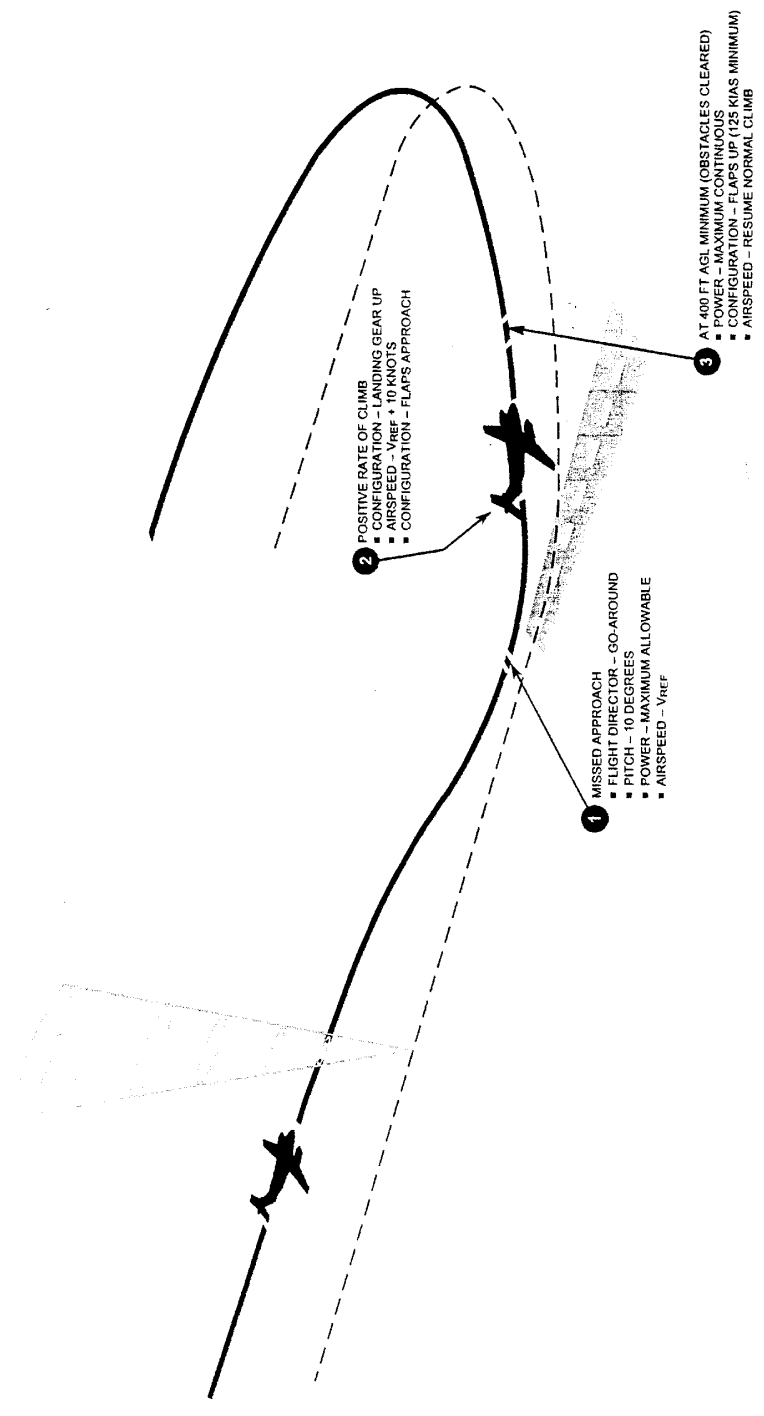 1 MISSED APPROACH
▪ FLIGHT DIRECTOR – GO-AROUND
▪ PITCH – 10 DEGREES
▪ POWER – MAXIMUM ALLOWABLE
▪ AIRSPEED – VREF
2 POSITIVE RATE OF CLIMB
▪ CONFIGURATION – LANDING GEAR UP
▪ AIRSPEED – VREF + 10 KNOTS
▪ CONFIGURATION – FLAPS APPROACH
3 AT 400 FT AGL MINIMUM (OBSTACLES CLEARED)
▪ POWER – MAXIMUM CONTINUOUS
▪ CONFIGURATION – FLAPS UP (125 KIAS MINIMUM)
▪ AIRSPEED – RESUME NORMAL CLIMB